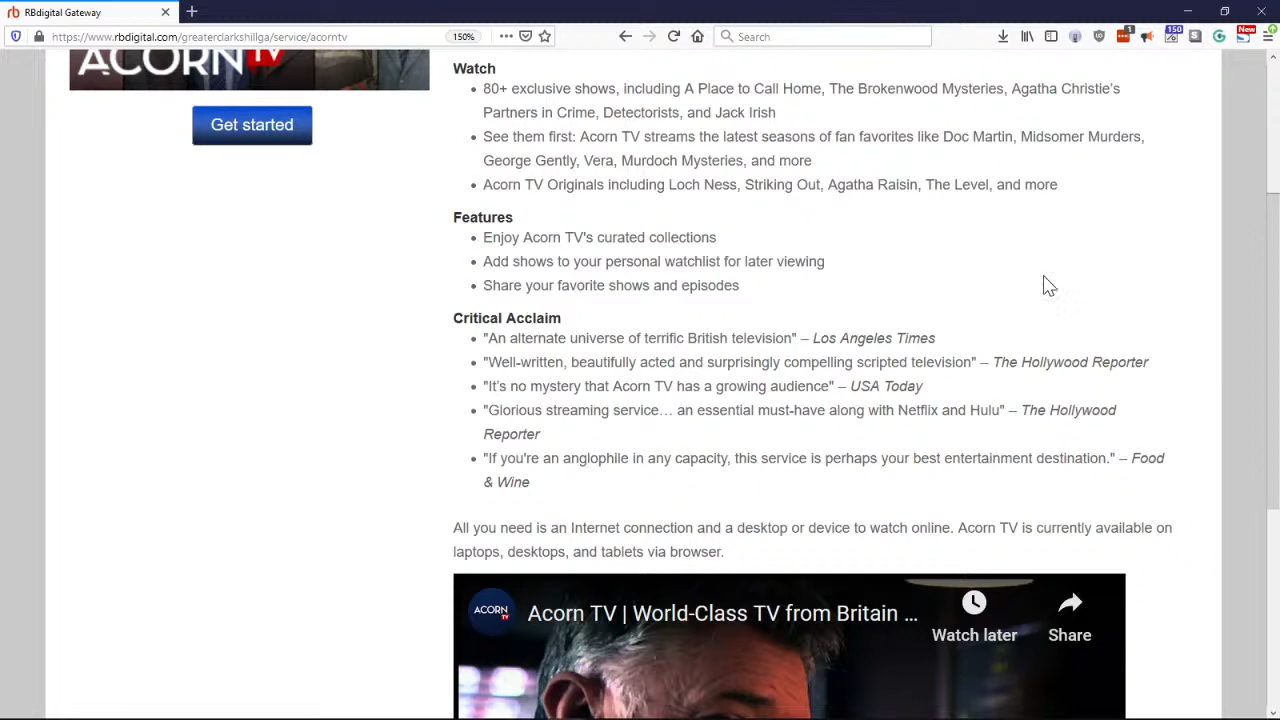 RBdigital Gateway
https://www.rbdigital.com/greaterclarkshillga/service/acorntv
150%
Search
1
150
New
ACORN TV
Get started
Watch
80+ exclusive shows, including A Place to Call Home, The Brokenwood Mysteries, Agatha Christie's
Partners in Crime, Detectorists, and Jack Irish
See them first: Acorn TV streams the latest seasons of fan favorites like Doc Martin, Midsomer Murders,
George Gently, Vera, Murdoch Mysteries, and more
Acorn TV Originals including Loch Ness, Striking Out, Agatha Raisin, The Level, and more
Features
Enjoy Acorn TV's curated collections
Add shows to your personal watchlist for later viewing
Share your favorite shows and episodes
Critical Acclaim
"An alternate universe of terrific British television" – Los Angeles Times
"Well-written, beautifully acted and surprisingly compelling scripted television" – The Hollywood Reporter
"It's no mystery that Acorn TV has a growing audience" – USA Today
"Glorious streaming service… an essential must-have along with Netflix and Hulu" – The Hollywood
Reporter
"If you're an anglophile in any capacity, this service is perhaps your best entertainment destination." – Food
& Wine
All you need is an Internet connection and a desktop or device to watch online. Acorn TV is currently available on
laptops, desktops, and tablets via browser.
ACORN TV
Acorn TV | World-Class TV from Britain ...
Watch later
Share